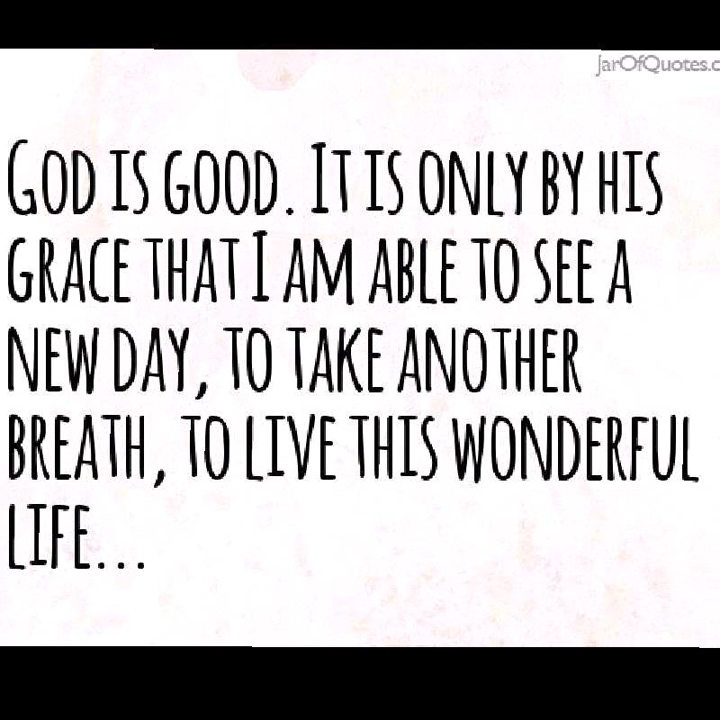 JarOfQuotes.c
GOD IS GOOD. IT IS ONLY BY HIS
GRACE THAT I AM ABLE TO SEE A
NEW DAY, TO TAKE ANOTHER
BREATH, TO LIVE THIS WONDERFUL
LIFE...